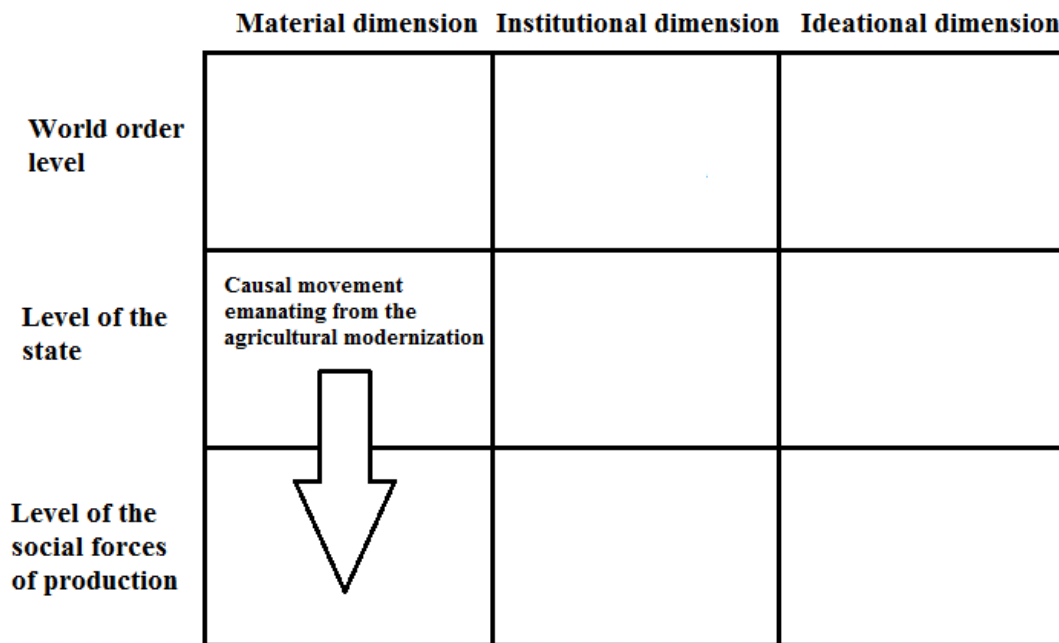 Material dimension Institutional dimension Ideational dimension
World order
level
Causal movement
emanating from the
agricultural modernization
Level of the
state
Level of the
social forces
of production